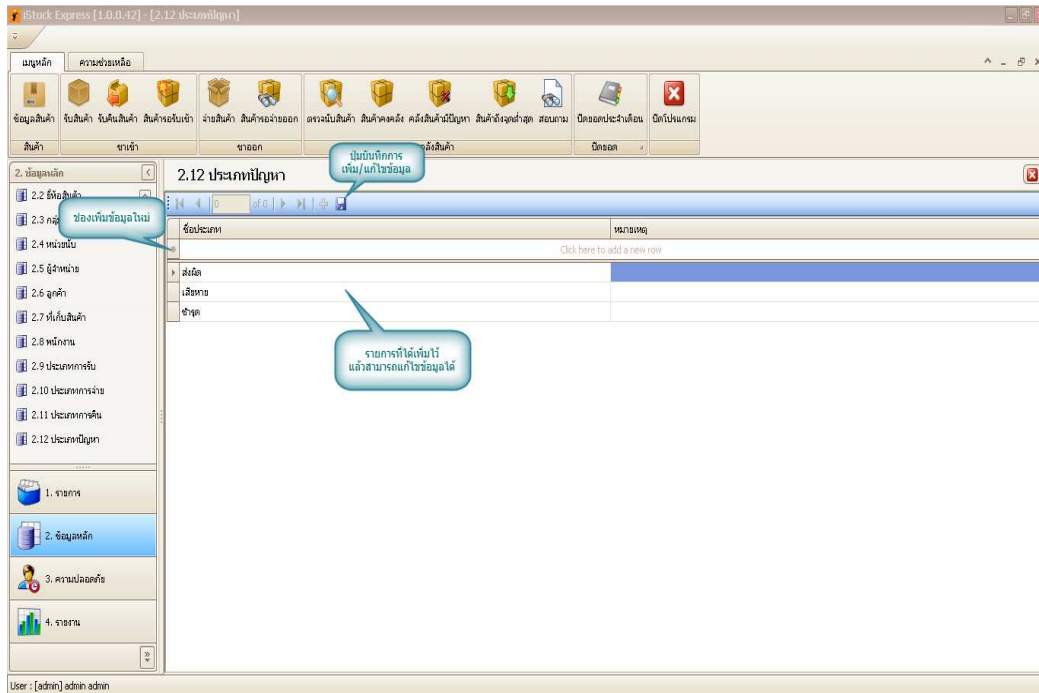 iStock Express [1.0.0.42] - [2.12 ประเภทปัญหา]
เมนูหลัก ความช่วยเหลือ
ข้อมูลสินค้า รับสินค้า รับคืนสินค้า สินค้ารอรับเข้า จ่ายสินค้า สินค้ารอจ่ายออก ตรวจนับสินค้า สินค้าคงคลัง คลังสินค้ามีปัญหา สินค้าถึงจุดต่ำสุด สอบถาม ปิดยอดประจำเดือน ปิดโปรแกรม
สินค้า ขาเข้า ขาออก ลังสินค้า ปิดยอด
ปุ่มบันทึกการ
เพิ่ม/แก้ไขข้อมูล
2. ข้อมูลหลัก
2.12 ประเภทปัญหา
0 of 0
2.2 ยี่ห้อสินค้า
2.3 กลุ่
ช่องเพิ่มข้อมูลใหม่
2.4 หน่วยนับ
2.5 ผู้จำหน่าย
2.6 ลูกค้า
2.7 ที่เก็บสินค้า
2.8 พนักงาน
2.9 ประเภทการรับ
2.10 ประเภทการจ่าย
2.11 ประเภทการคืน
2.12 ประเภทปัญหา
ชื่อประเภท หมายเหตุ
Click here to add a new row
ส่งผิด
เสียหาย
ชำรุด
รายการที่ได้เพิ่มไว้
แล้วสามารถแก้ไขข้อมูลได้
1. รายการ
2. ข้อมูลหลัก
3. ความปลอดภัย
4. รายงาน
User : [admin] admin admin